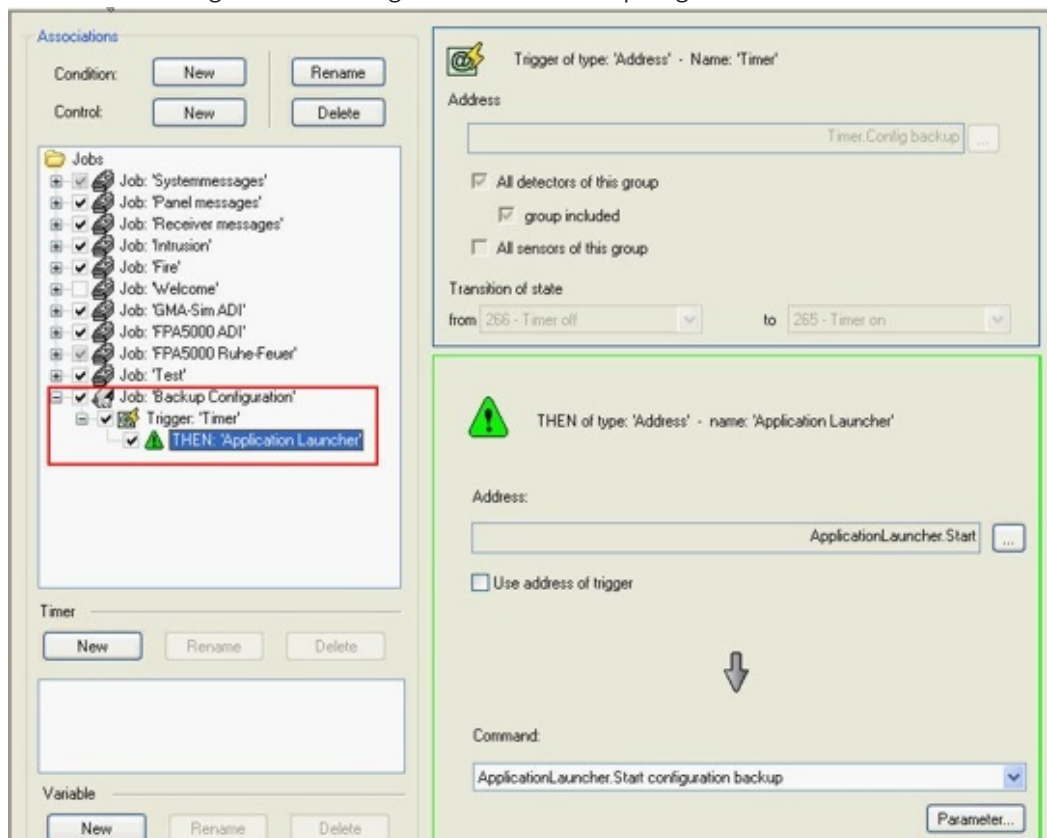 Associations
Condition: New Rename
Control: New Delete
Jobs
Job: 'Systemmessages'
Job: 'Panel messages'
Job: 'Receiver messages'
Job: 'Intrusion'
Job: 'Fire'
Job: 'Welcome'
Job: 'GMA-Sim ADI'
Job: 'FPA5000 ADI'
Job: 'FPA5000 Ruhe-Feuer'
Job: 'Test'
Job: 'Backup Configuration'
Trigger: 'Timer'
THEN: 'Application Launcher'
Timer
New Rename Delete
Variable
New Rename Delete
Trigger of type: 'Address' - Name: 'Timer'
Address
Timer.Config backup ...
All detectors of this group
group included
All sensors of this group
Transition of state
from 266 - Timer off to 265 - Timer on
THEN of type: 'Address' - name: 'Application Launcher'
Address:
ApplicationLauncher.Start ...
Use address of trigger
Command:
ApplicationLauncher.Start configuration backup
Parameter...